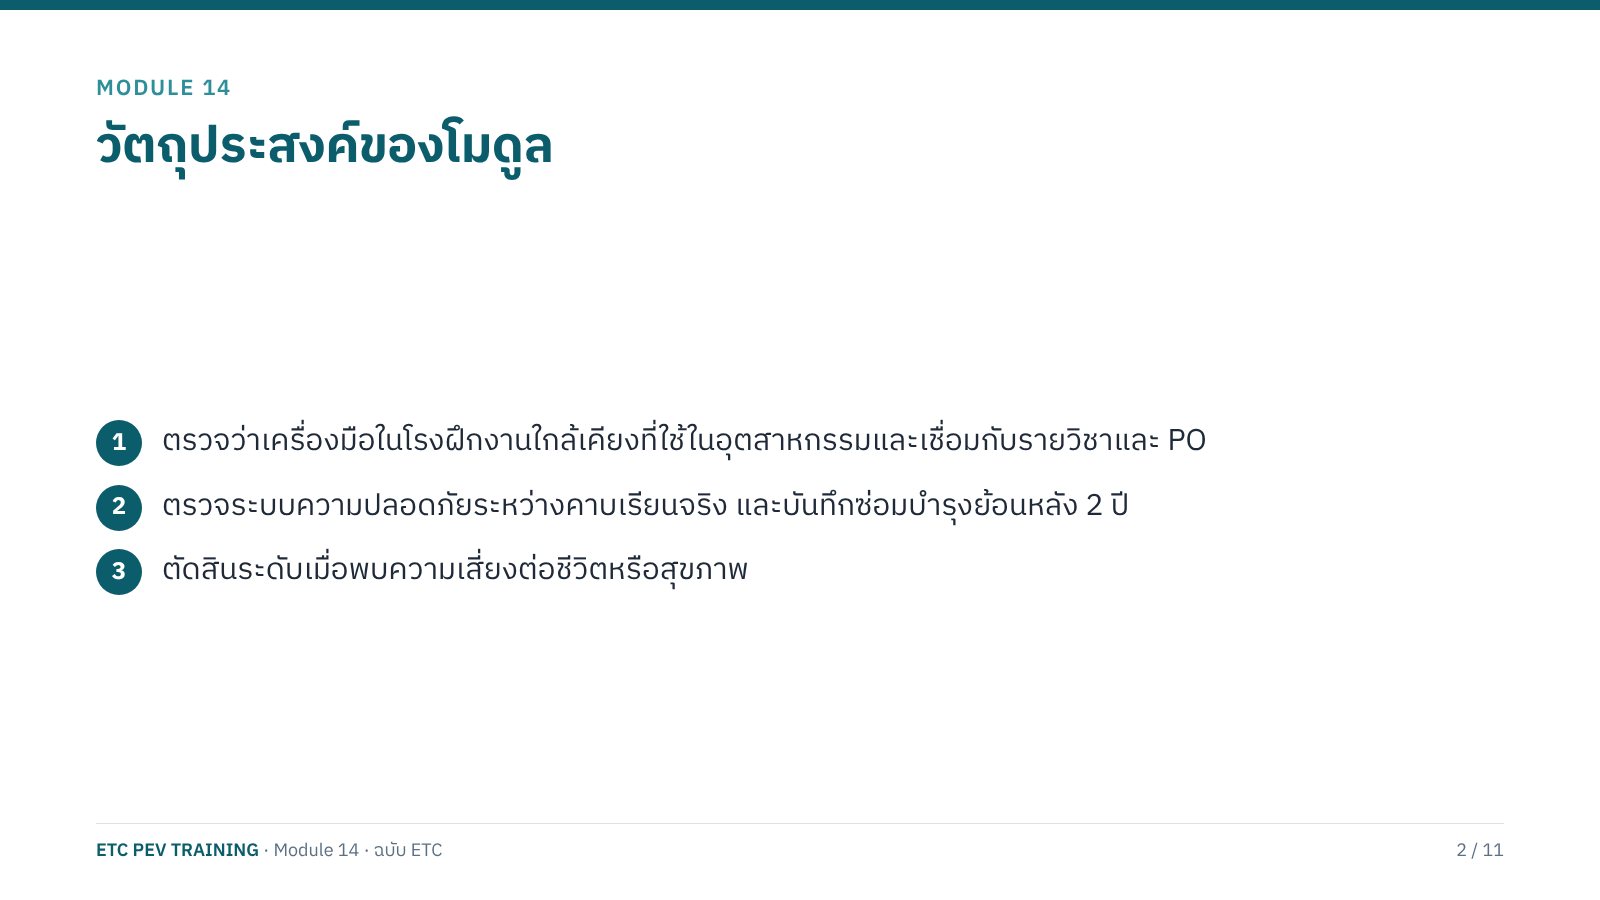 MODULE 14
วัตถุประสงค์ของโมดูล
1 ตรวจว่าเครื่องมือในโรงฝึกงานใกล้เคียงที่ใช้ในอุตสาหกรรมและเชื่อมกับรายวิชาและ PO
2 ตรวจระบบความปลอดภัยระหว่างคาบเรียนจริง และบันทึกซ่อมบำรุงย้อนหลัง 2 ปี
3 ตัดสินระดับเมื่อพบความเสี่ยงต่อชีวิตหรือสุขภาพ
ETC PEV TRAINING · Module 14 · ฉบับ ETC
2 / 11